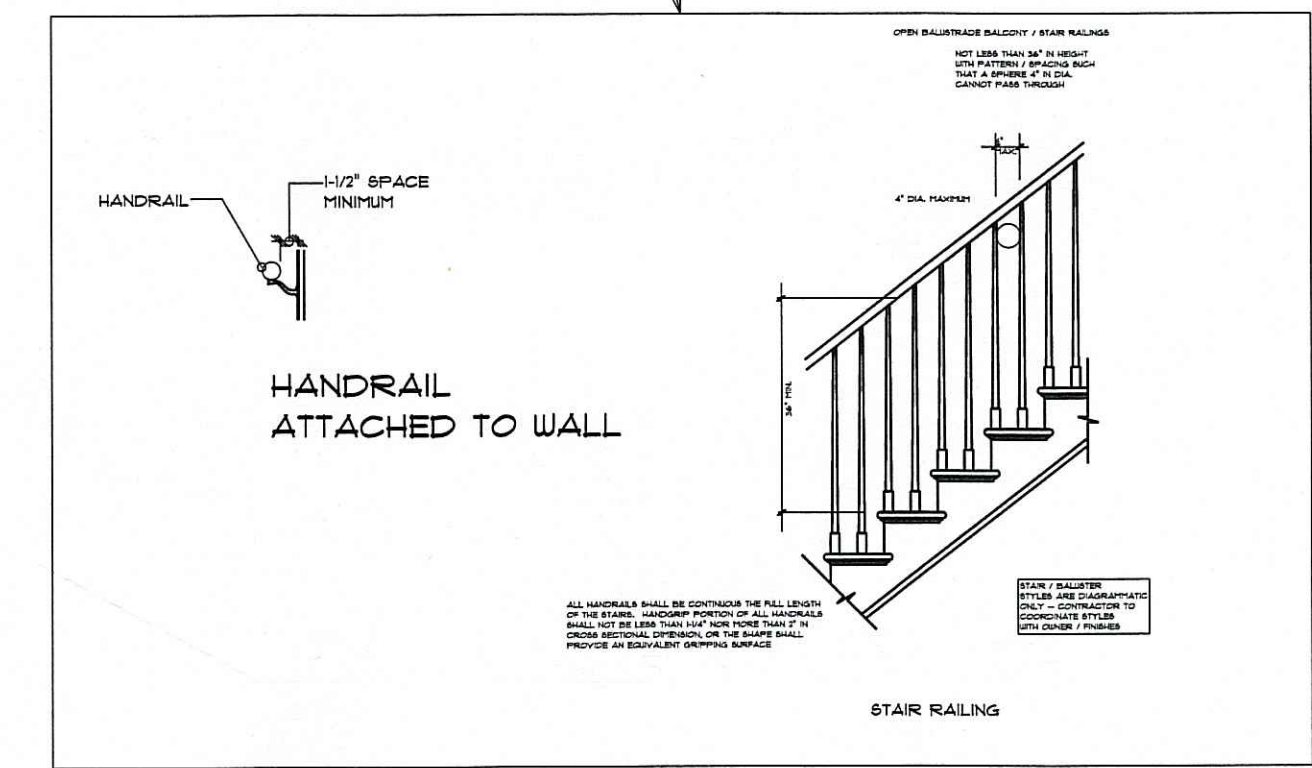 OPEN BALUSTRADE BALCONY / STAIR RAILINGS
NOT LESS THAN 36" IN HEIGHT
WITH PATTERN / SPACING SUCH
THAT A SPHERE 4" IN DIA.
CANNOT PASS THROUGH
4"
MAX.
4" DIA. MAXIMUM
HANDRAIL
1-1/2" SPACE
MINIMUM
HANDRAIL
ATTACHED TO WALL
36" MIN.
ALL HANDRAILS SHALL BE CONTINUOUS THE FULL LENGTH
OF THE STAIRS. HANDGRIP PORTION OF ALL HANDRAILS
SHALL NOT BE LESS THAN 1-1/4" NOR MORE THAN 2" IN
CROSS SECTIONAL DIMENSION, OR THE SHAPE SHALL
PROVIDE AN EQUIVALENT GRIPPING SURFACE
STAIR / BALUSTER
STYLES ARE DIAGRAMMATIC
ONLY - CONTRACTOR TO
COORDINATE STYLES
WITH OWNER / FINISHES
STAIR RAILING